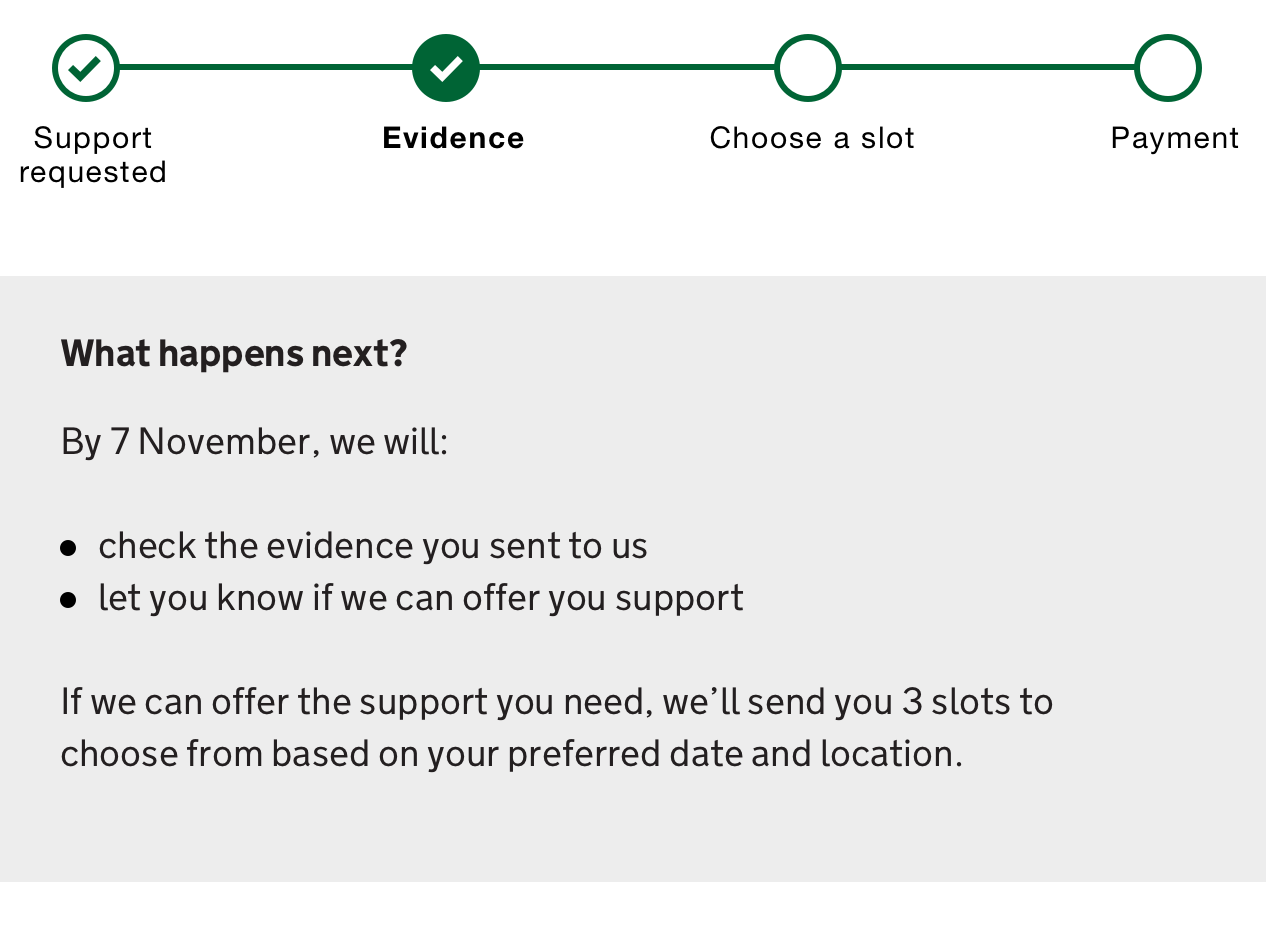 Support
requested
Evidence
Choose a slot
Payment
What happens next?
By 7 November, we will:
● check the evidence you sent to us
● let you know if we can offer you support
If we can offer the support you need, we’ll send you 3 slots to
choose from based on your preferred date and location.